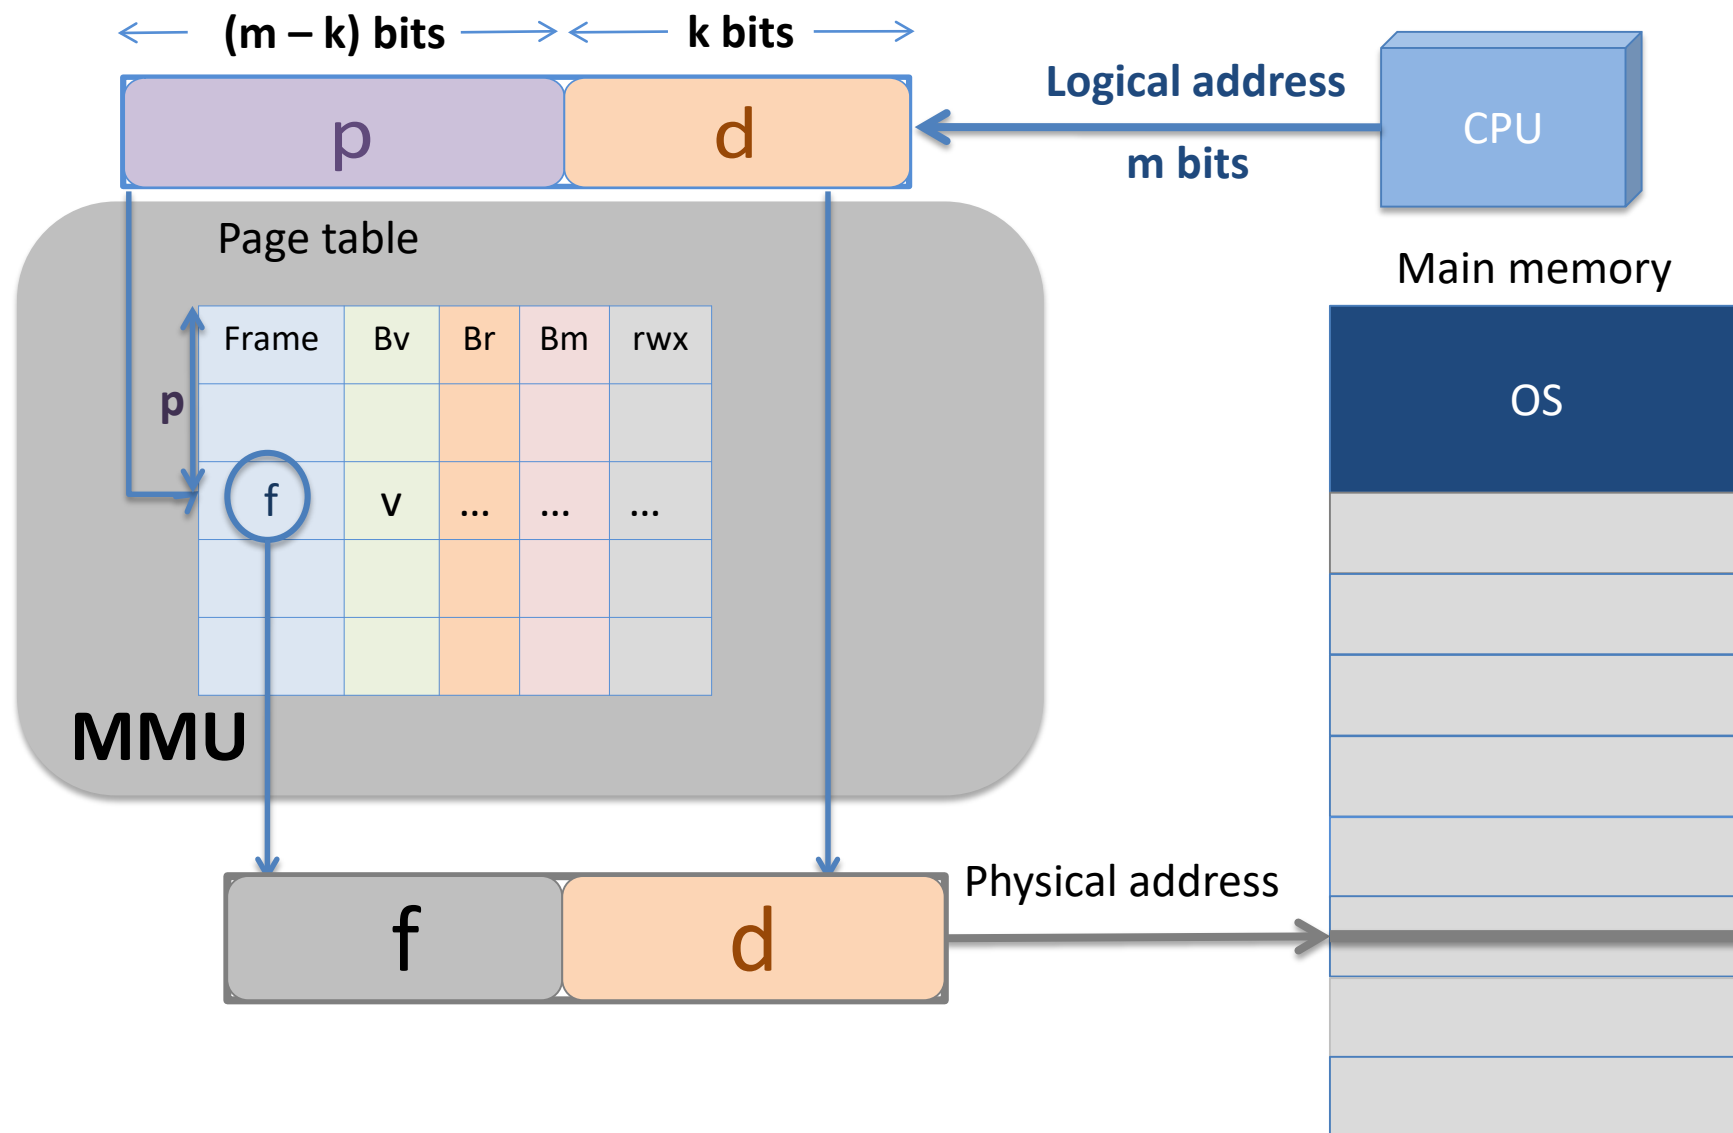 (m – k) bits
k bits
p
d
Logical address
m bits
CPU
Page table
Main memory
Frame Bv Br Bm rwx
p
OS
f v ... ... ...
MMU
f
d
Physical address